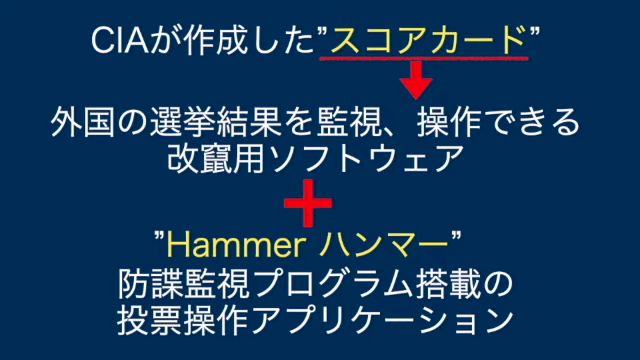 CIAが作成した”スコアカード”
外国の選挙結果を監視、操作できる
改竄用ソフトウェア
”Hammer ハンマー”
防諜監視プログラム搭載の
投票操作アプリケーション